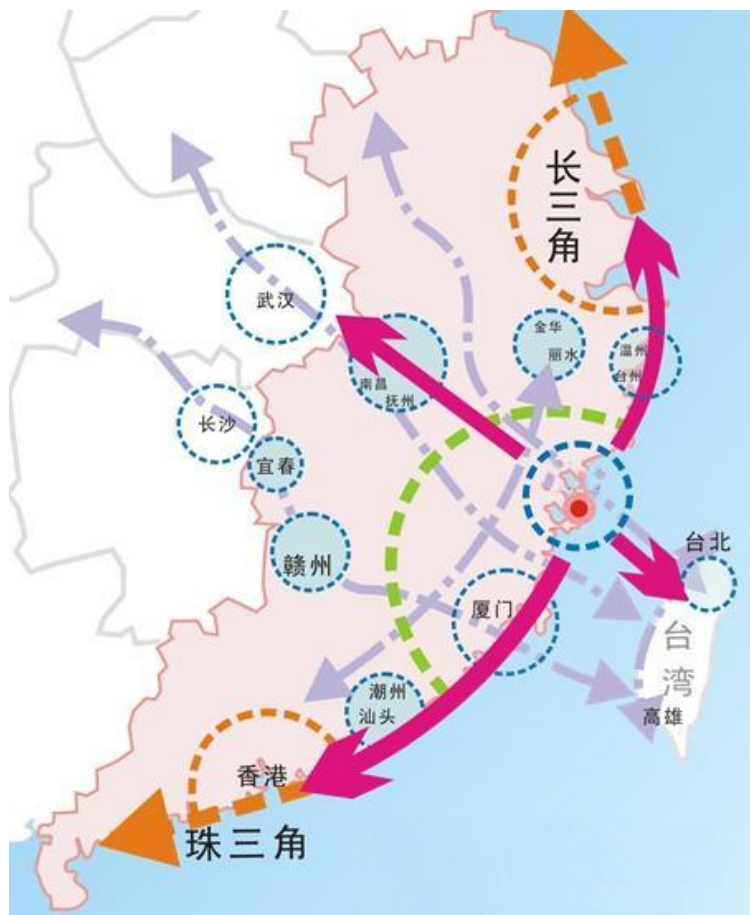 长三角
武汉
金华
丽水
温州
台州
南昌
抚州
长沙
宜春
赣州
台北
厦门
台湾
潮州
汕头
高雄
香港
珠三角